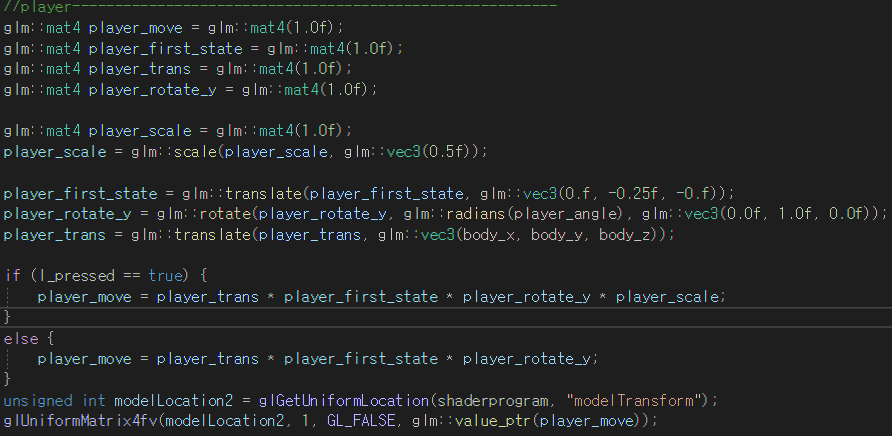 //player------------------------------------------------------
glm::mat4 player_move = glm::mat4(1.0f);
glm::mat4 player_first_state = glm::mat4(1.0f);
glm::mat4 player_trans = glm::mat4(1.0f);
glm::mat4 player_rotate_y = glm::mat4(1.0f);
glm::mat4 player_scale = glm::mat4(1.0f);
player_scale = glm::scale(player_scale, glm::vec3(0.5f));
player_first_state = glm::translate(player_first_state, glm::vec3(0.f, -0.25f, -0.f));
player_rotate_y = glm::rotate(player_rotate_y, glm::radians(player_angle), glm::vec3(0.0f, 1.0f, 0.0f));
player_trans = glm::translate(player_trans, glm::vec3(body_x, body_y, body_z));
if (l_pressed == true) {
player_move = player_trans * player_first_state * player_rotate_y * player_scale;
}
else {
player_move = player_trans * player_first_state * player_rotate_y;
}
unsigned int modelLocation2 = glGetUniformLocation(shaderprogram, "modelTransform");
glUniformMatrix4fv(modelLocation2, 1, GL_FALSE, glm::value_ptr(player_move));